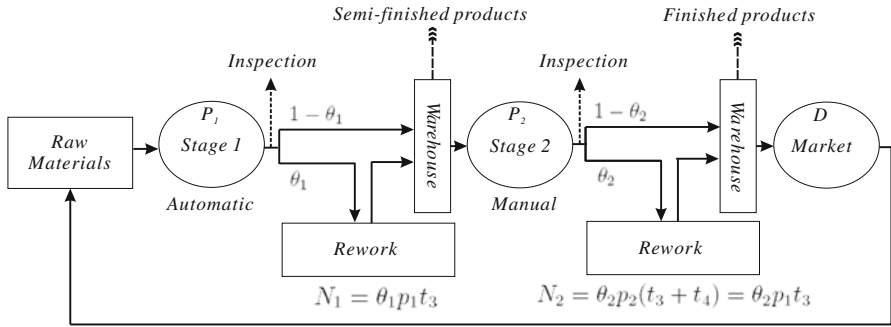 Semi-finished products
Finished products
Inspection
Inspection
Raw
Materials
P₁
Stage 1
Automatic
1 − θ₁
θ₁
Warehouse
Rework
N₁ = θ₁p₁t₃
P₂
Stage 2
Manual
1 − θ₂
θ₂
Warehouse
Rework
N₂ = θ₂p₂(t₃ + t₄) = θ₂p₁t₃
D
Market